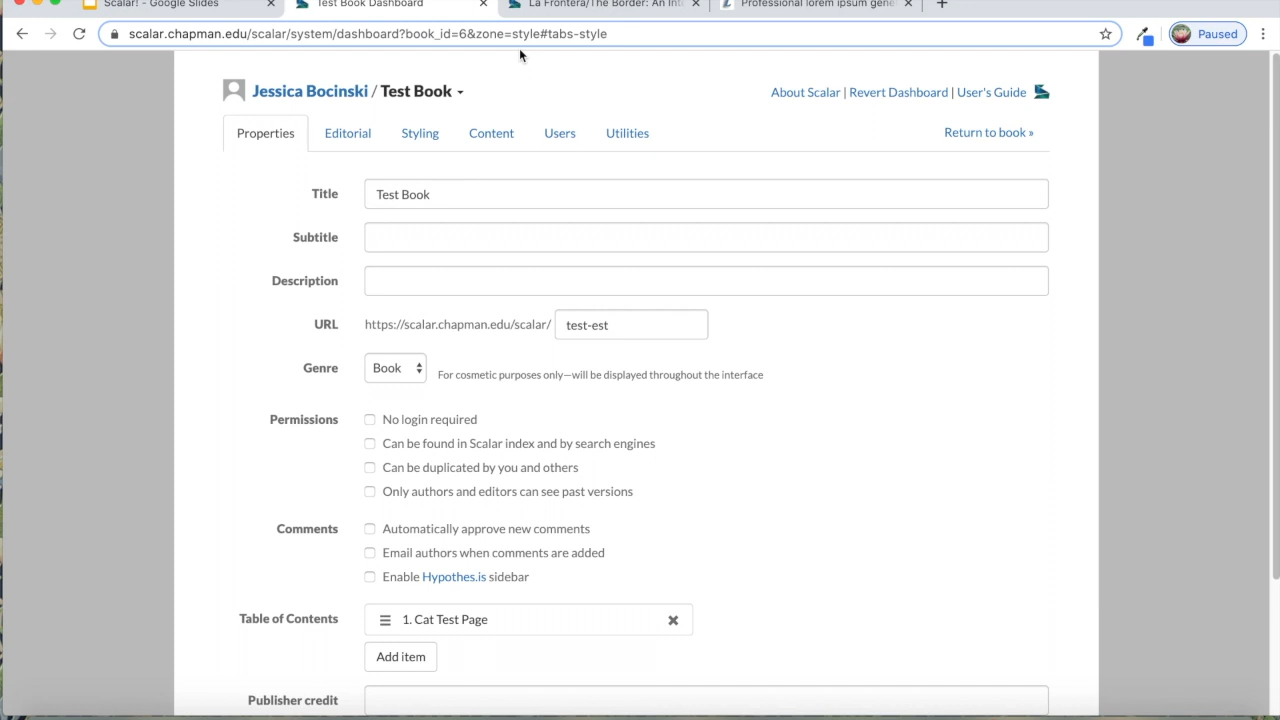 Scalar! - Google Slides
Test Book Dashboard
La Frontera/The Border: An Int
Professional lorem ipsum gene
scalar.chapman.edu/scalar/system/dashboard?book_id=6&zone=style#tabs-style
Paused
Jessica Bocinski / Test Book
About Scalar | Revert Dashboard | User's Guide
Properties Editorial Styling Content Users Utilities Return to book »
Title Test Book
Subtitle
Description
URL https://scalar.chapman.edu/scalar/ test-est
Genre Book For cosmetic purposes only—will be displayed throughout the interface
Permissions No login required
Can be found in Scalar index and by search engines
Can be duplicated by you and others
Only authors and editors can see past versions
Comments Automatically approve new comments
Email authors when comments are added
Enable Hypothes.is sidebar
Table of Contents 1. Cat Test Page
Add item
Publisher credit